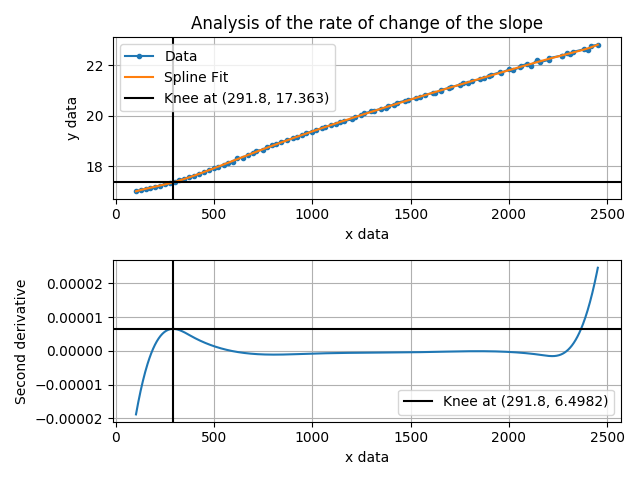 Analysis of the rate of change of the slope
Data
Spline Fit
Knee at (291.8, 17.363)
22
20
18
y data
0
500
1000
1500
2000
2500
x data
0.00002
0.00001
0.00000
−0.00001
−0.00002
Second derivative
Knee at (291.8, 6.4982)
0
500
1000
1500
2000
2500
x data